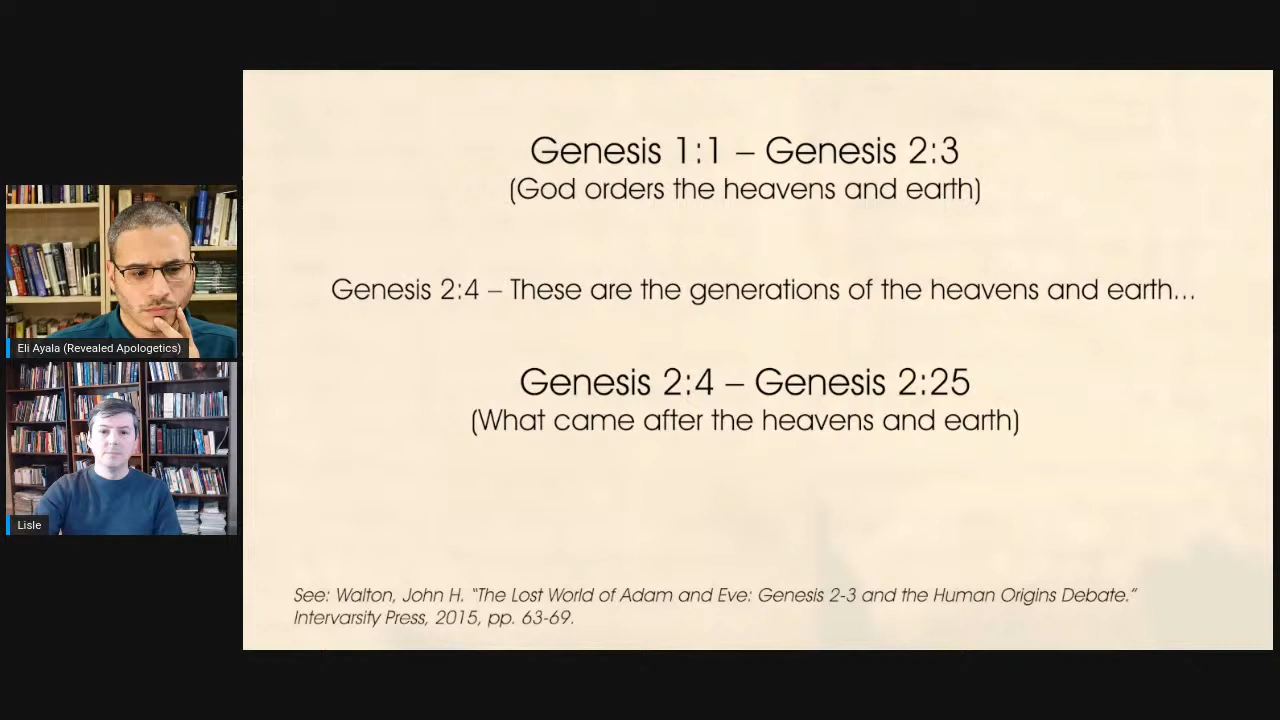 Genesis 1:1 – Genesis 2:3
(God orders the heavens and earth)
Genesis 2:4 – These are the generations of the heavens and earth...
Genesis 2:4 – Genesis 2:25
(What came after the heavens and earth)
See: Walton, John H. “The Lost World of Adam and Eve: Genesis 2-3 and the Human Origins Debate.”
Intervarsity Press, 2015, pp. 63-69.
Eli Ayala (Revealed Apologetics)
Lisle